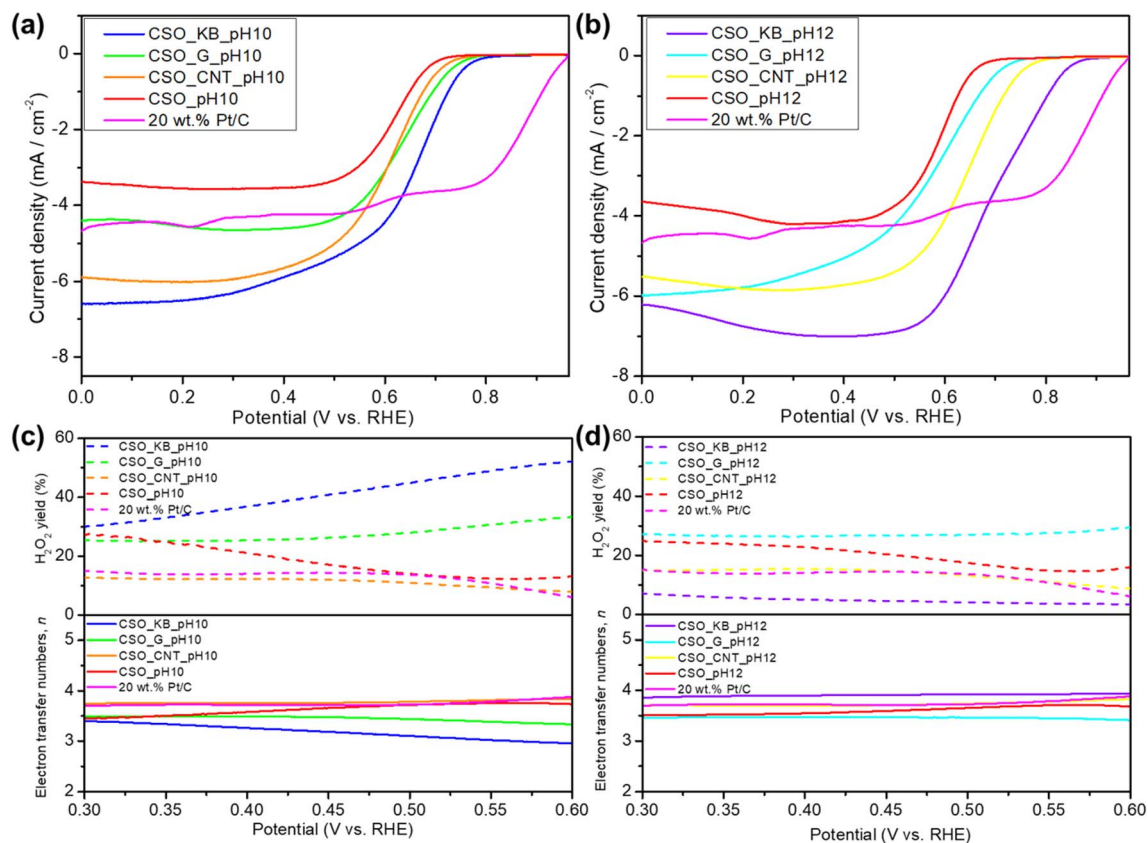 (a)
CSO_KB_pH10
CSO_G_pH10
CSO_CNT_pH10
CSO_pH10
20 wt.% Pt/C
Current density (mA / cm⁻²)
0
-2
-4
-6
-8
0.0
0.2
0.4
0.6
0.8
Potential (V vs. RHE)
(b)
CSO_KB_pH12
CSO_G_pH12
CSO_CNT_pH12
CSO_pH12
20 wt.% Pt/C
Current density (mA / cm⁻²)
0
-2
-4
-6
-8
0.0
0.2
0.4
0.6
0.8
Potential (V vs. RHE)
(c)
CSO_KB_pH10
CSO_G_pH10
CSO_CNT_pH10
CSO_pH10
20 wt.% Pt/C
H₂O₂ yield (%)
60
40
20
0
CSO_KB_pH10
CSO_G_pH10
CSO_CNT_pH10
CSO_pH10
20 wt.% Pt/C
Electron transfer numbers, n
5
4
3
2
0.30
0.35
0.40
0.45
0.50
0.55
0.60
Potential (V vs. RHE)
(d)
CSO_KB_pH12
CSO_G_pH12
CSO_CNT_pH12
CSO_pH12
20 wt.% Pt/C
H₂O₂ yield (%)
60
40
20
0
CSO_KB_pH12
CSO_G_pH12
CSO_CNT_pH12
CSO_pH12
20 wt.% Pt/C
Electron transfer numbers, n
5
4
3
2
0.30
0.35
0.40
0.45
0.50
0.55
0.60
Potential (V vs. RHE)